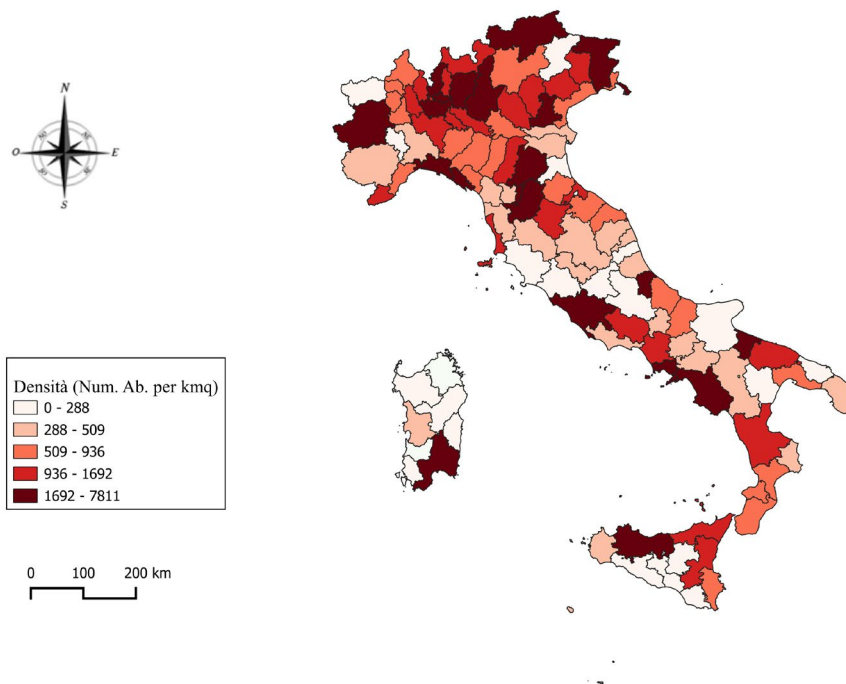 N
O
E
S
Densità (Num. Ab. per kmq)
0 - 288
288 - 509
509 - 936
936 - 1692
1692 - 7811
0 100 200 km